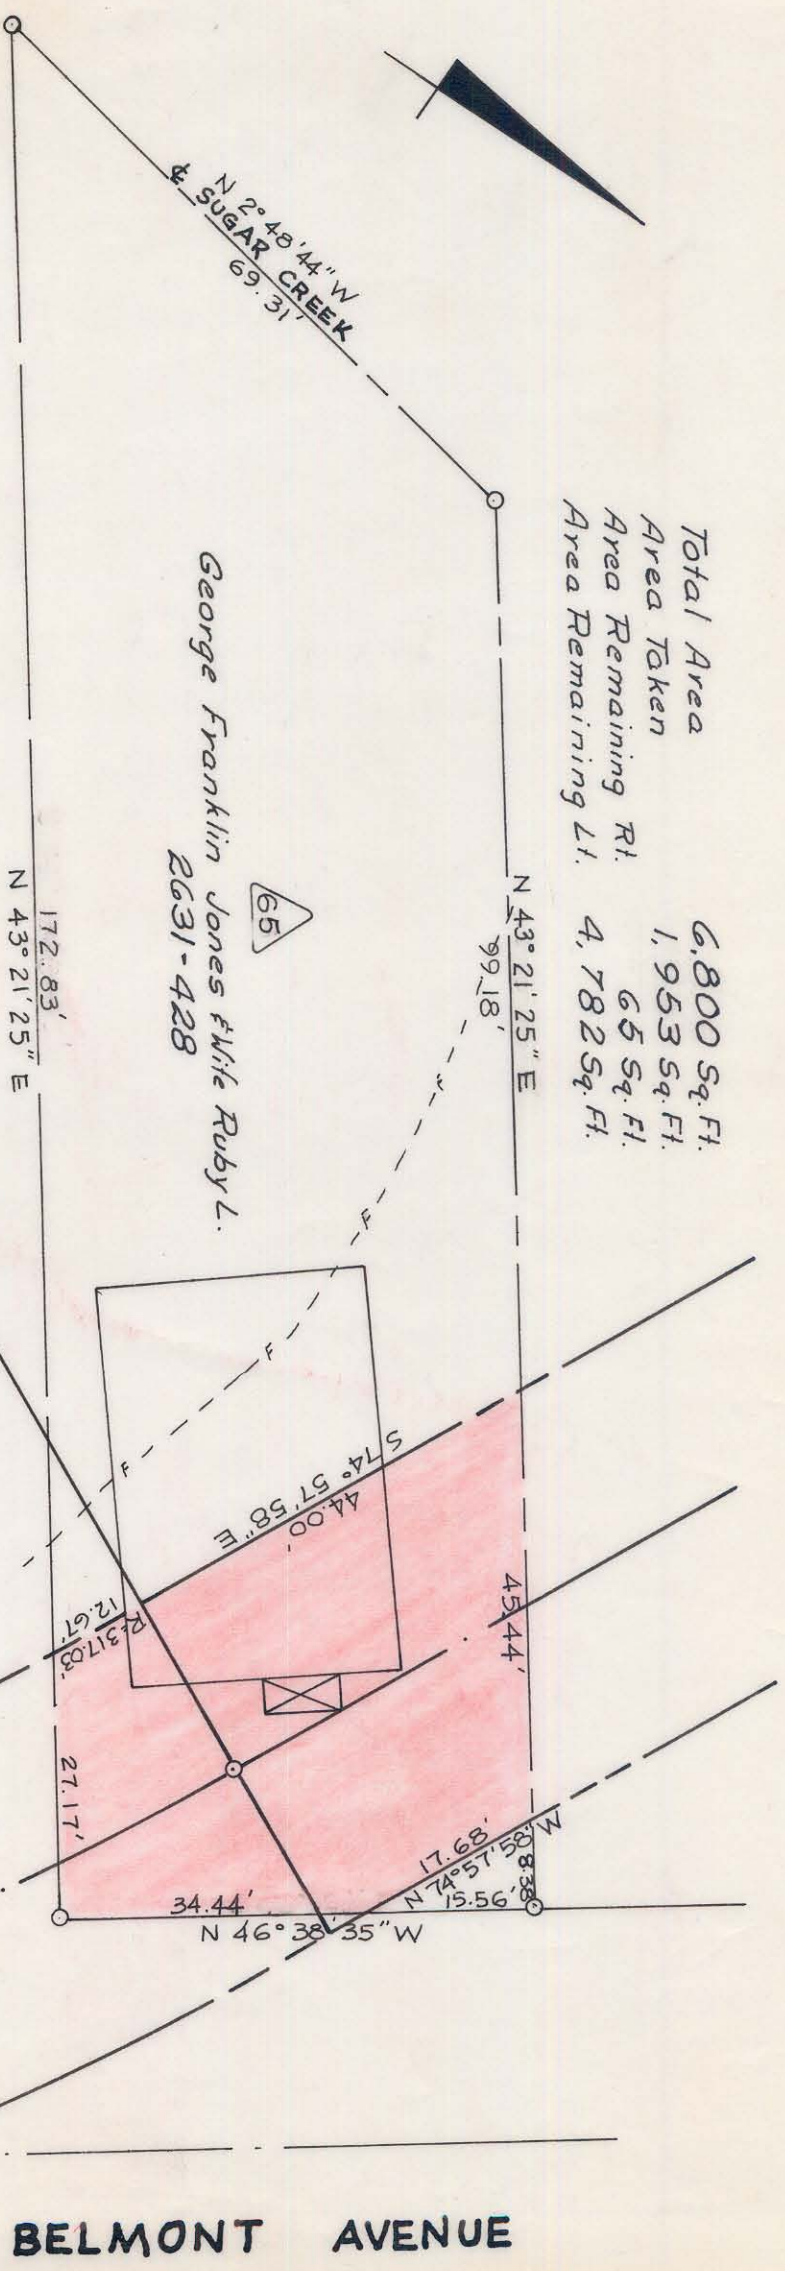 N 2° 48' 44" W
℄ SUGAR CREEK
69.31'
Total Area 6,800 Sq. Ft.
Area Taken 1,953 Sq. Ft.
Area Remaining Rt. 65 Sq. Ft.
Area Remaining Lt. 4,782 Sq. Ft.
N 43° 21' 25" E
99.18'
65
George Franklin Jones & Wife Ruby L.
2631-428
172.83'
N 43° 21' 25" E
F
F
F
S 74° 57' 58" E
44.00'
R=317.03'
12.67'
45.44'
27.17'
17.68'
N 74° 57' 58" W
8.38'
15.56'
34.44'
N 46° 38' 35" W
BELMONT AVENUE